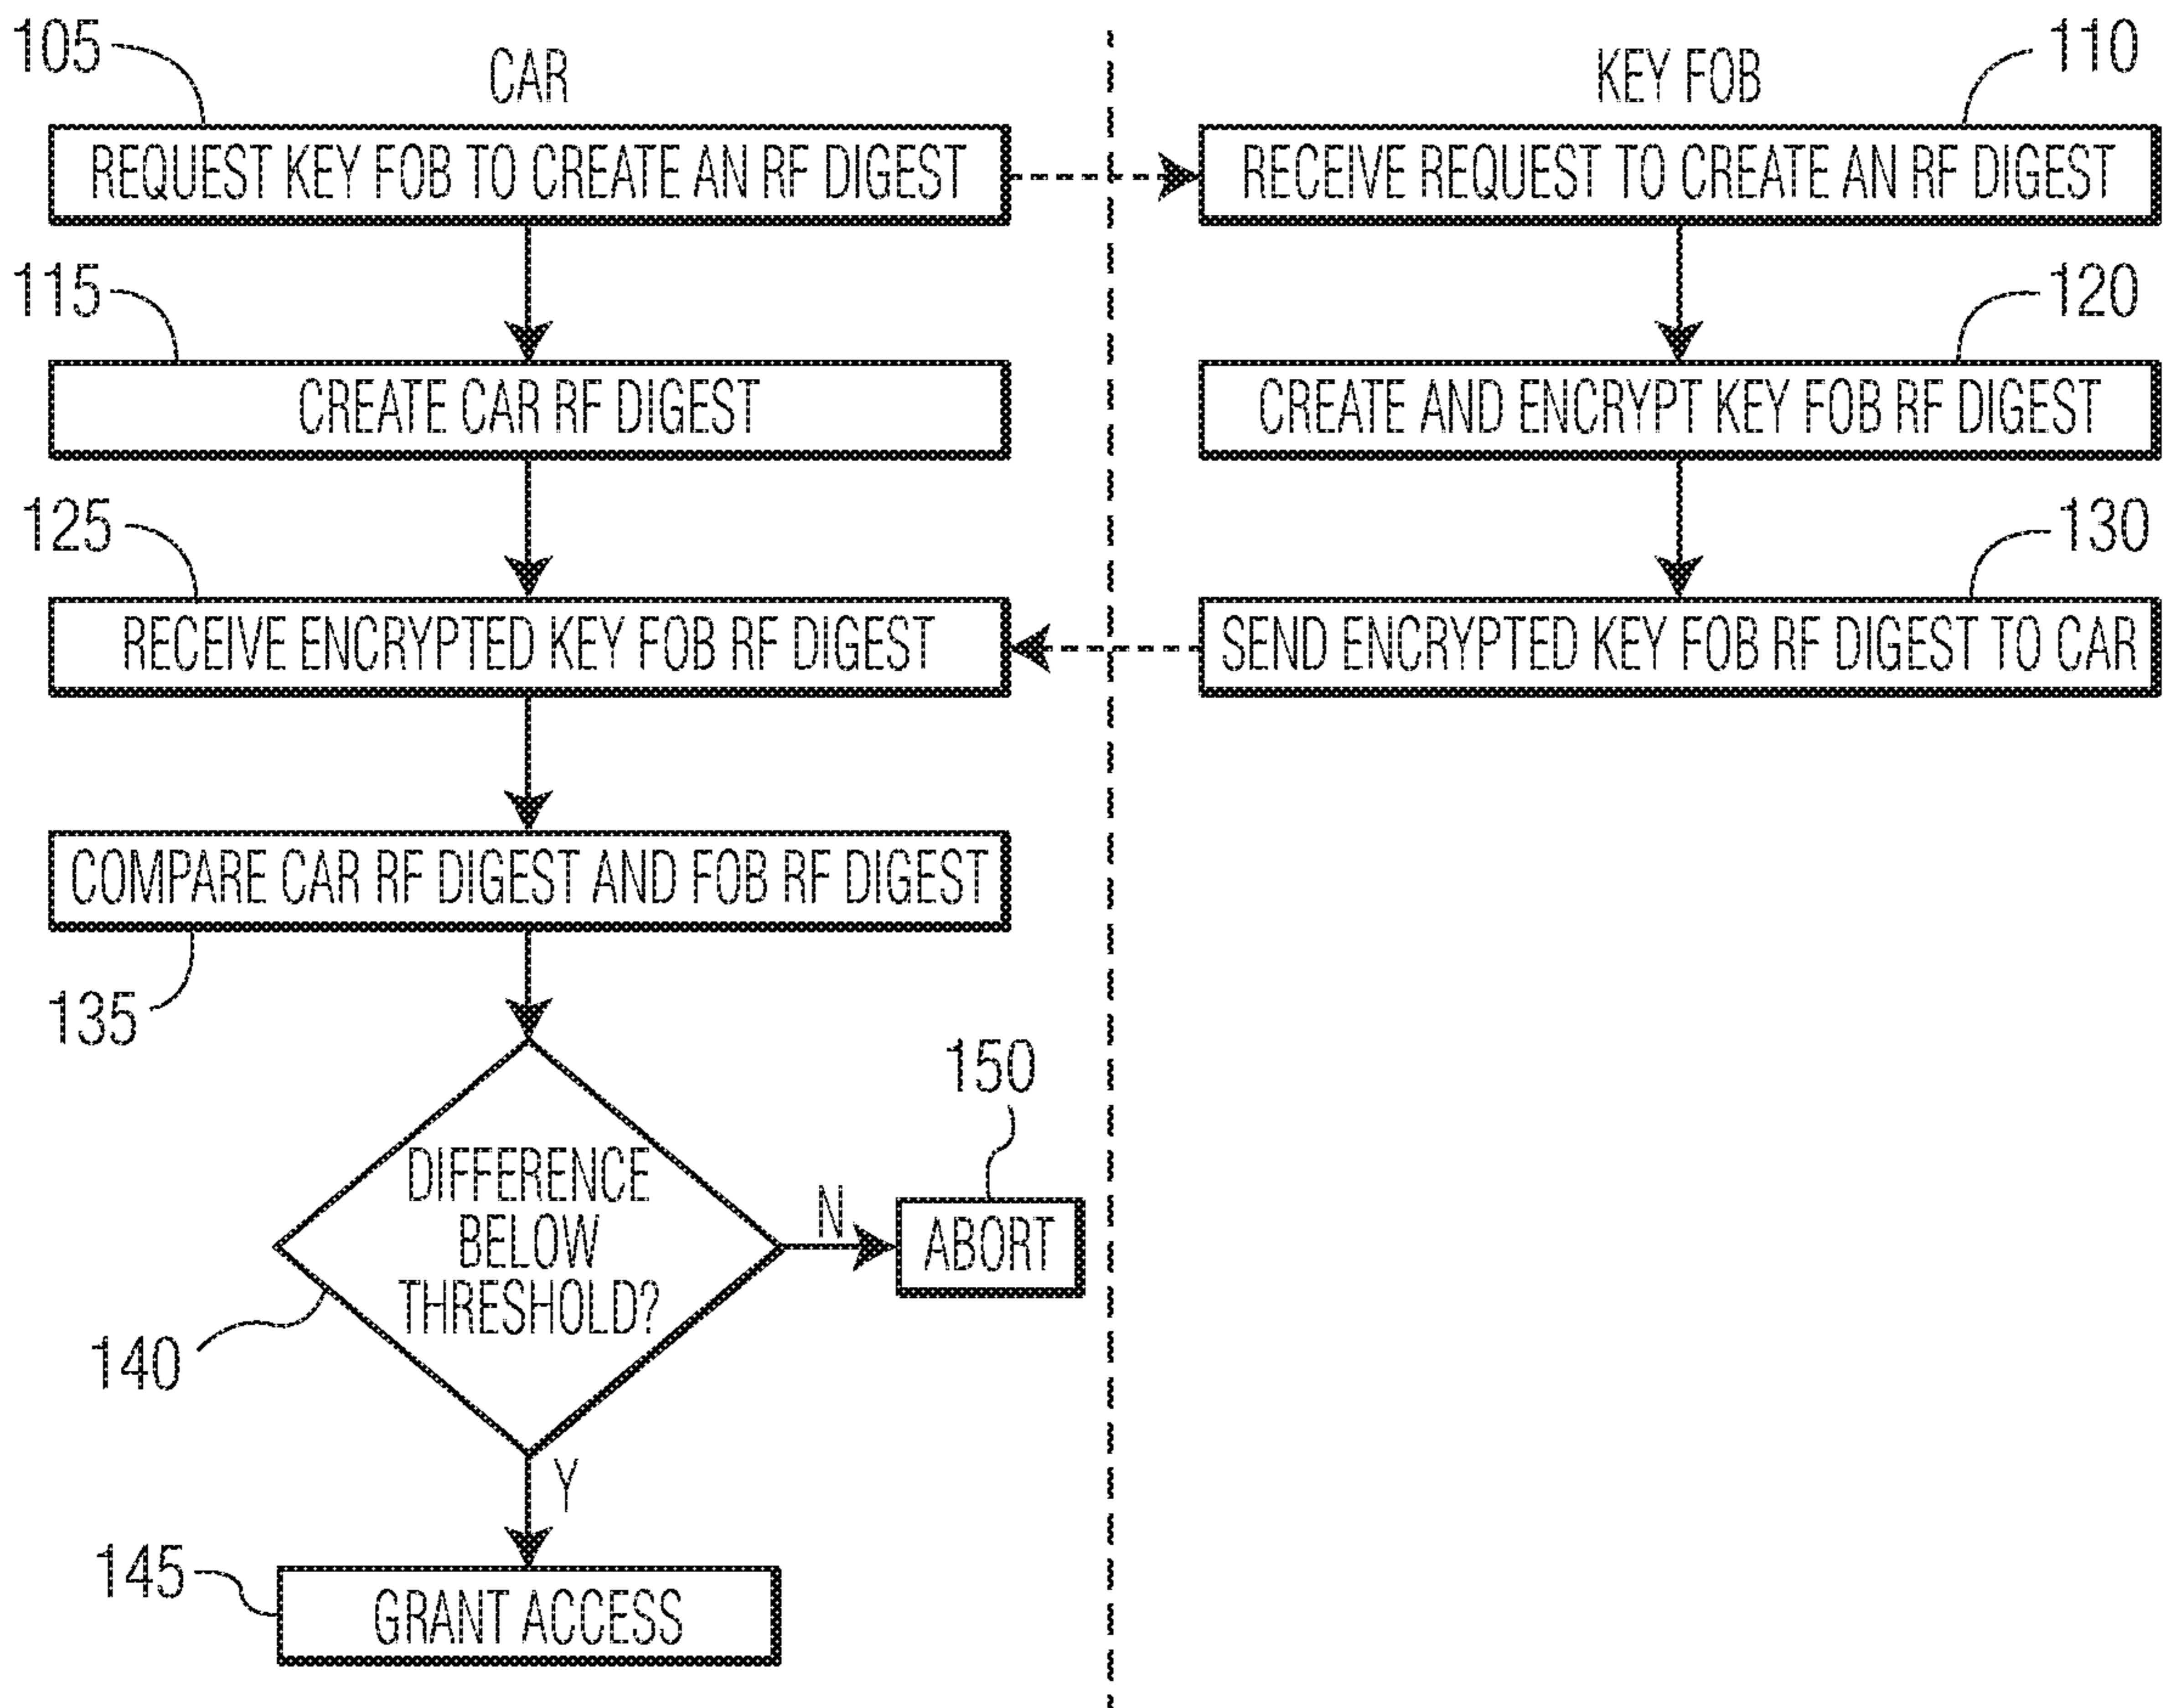 105
CAR
KEY FOB
110
REQUEST KEY FOB TO CREATE AN RF DIGEST
RECEIVE REQUEST TO CREATE AN RF DIGEST
115
120
CREATE CAR RF DIGEST
CREATE AND ENCRYPT KEY FOB RF DIGEST
125
130
RECEIVE ENCRYPTED KEY FOB RF DIGEST
SEND ENCRYPTED KEY FOB RF DIGEST TO CAR
COMPARE CAR RF DIGEST AND FOB RF DIGEST
135
150
DIFFERENCE
BELOW
THRESHOLD?
N
ABORT
140
Y
145
GRANT ACCESS